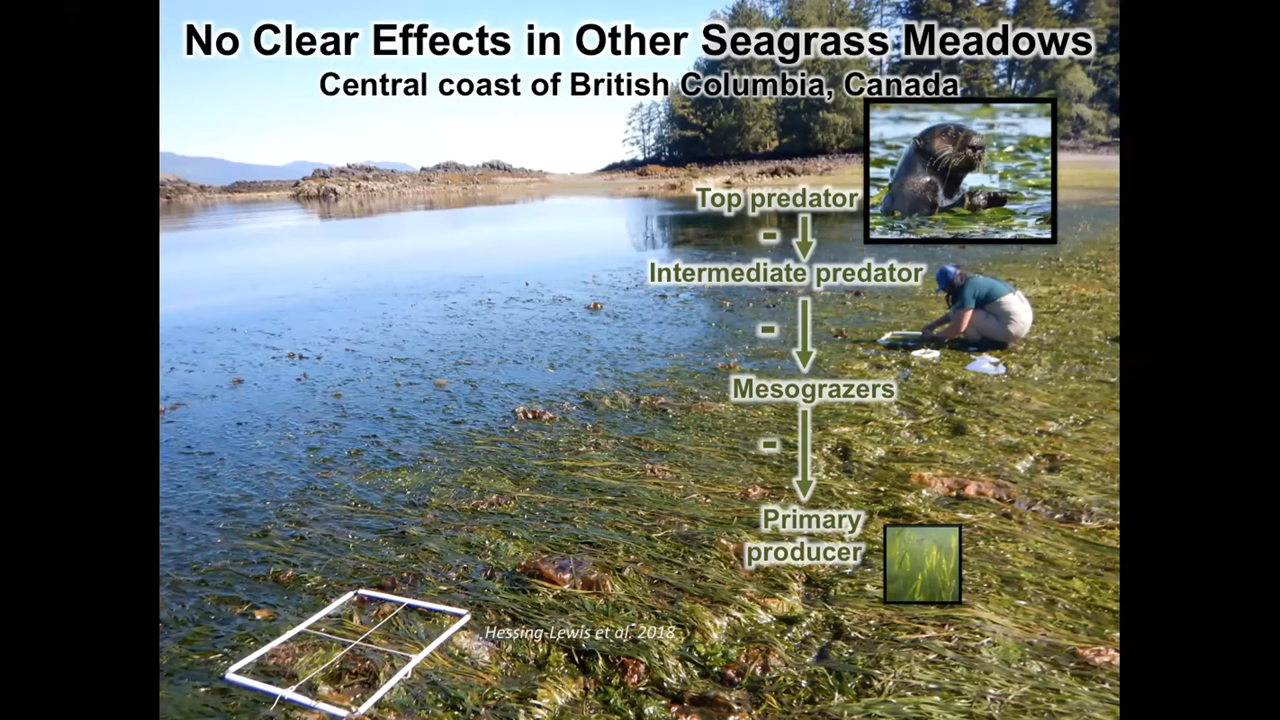 No Clear Effects in Other Seagrass Meadows
Central coast of British Columbia, Canada
Top predator
-
Intermediate predator
-
Mesograzers
-
Primary
producer
Hessing-Lewis et al. 2018